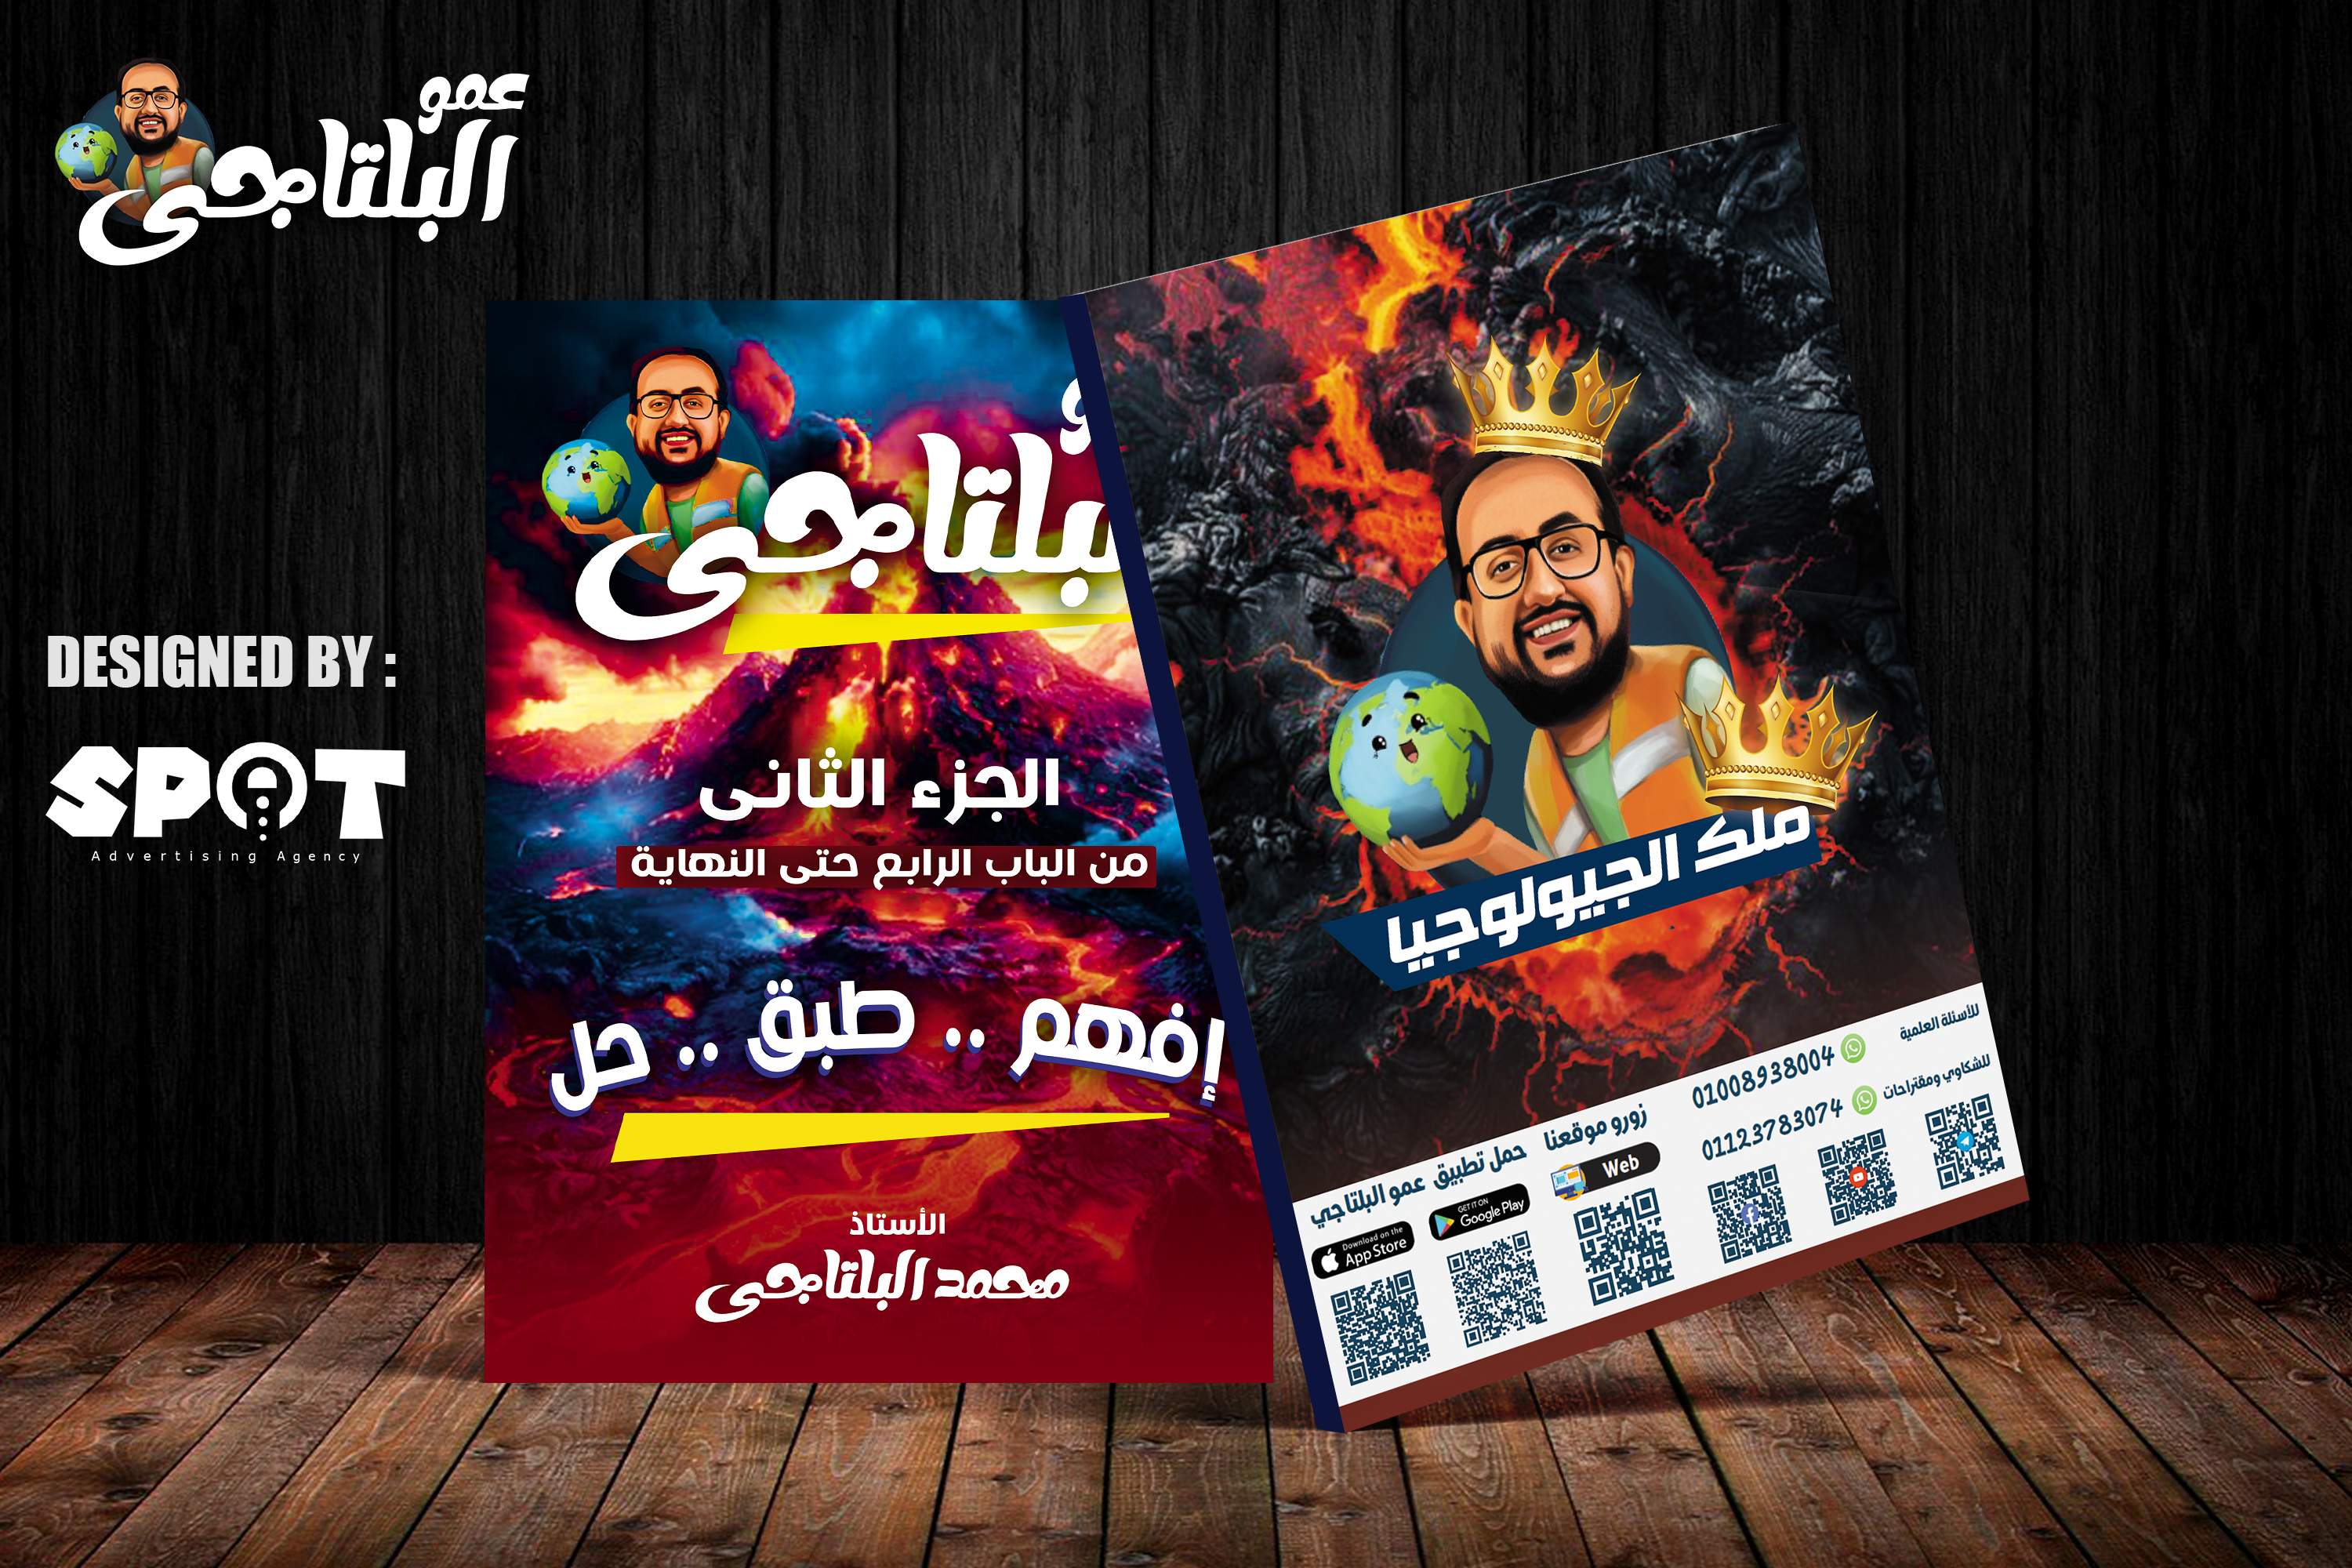 عمو
البلتاجى
DESIGNED BY :
SPOT
Advertising Agency
بلتاجى
الجزء الثانى
من الباب الرابع حتى النهاية
إفهم .. طبق .. حل
الأستاذ
محمد البلتاجى
ملك الجيولوجيا
للأسئلة العلمية 01008938004
للشكاوي ومقتراحات 01123783074
زورو موقعنا
Web
حمل تطبيق عمو البلتاجي
GET IT ON
Google Play
Download on the
App Store